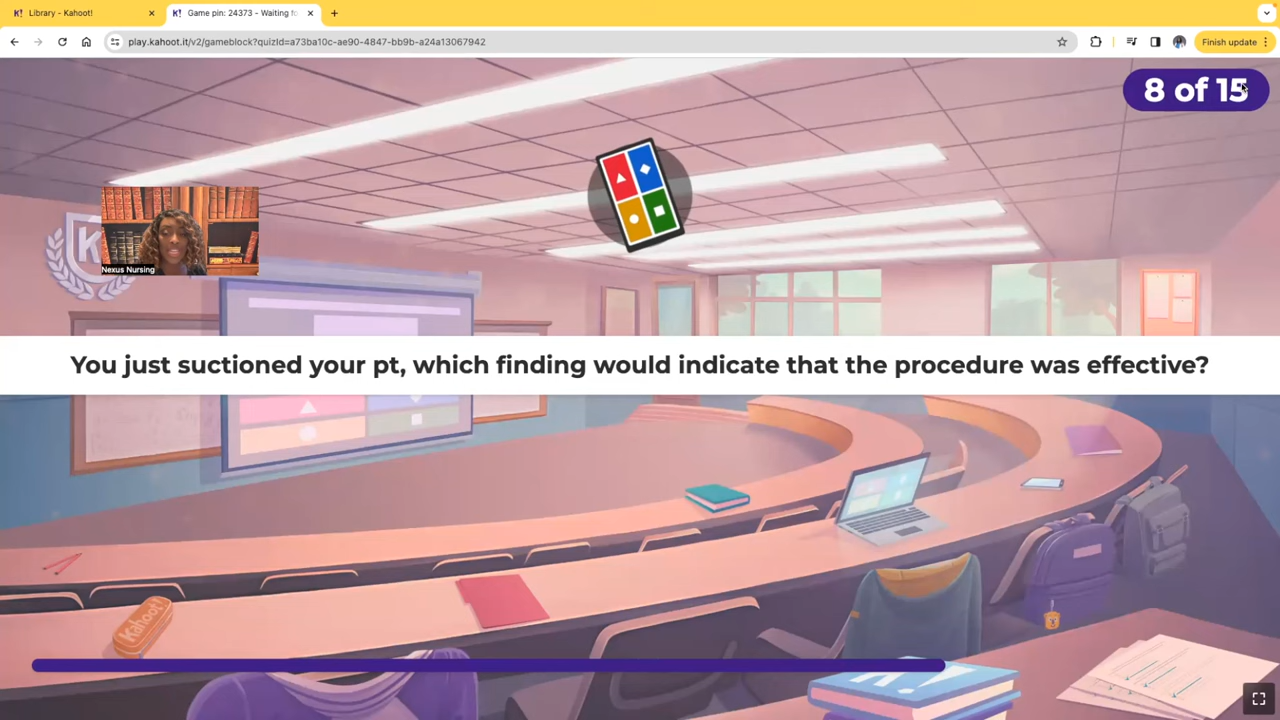 Library - Kahoot!
Game pin: 24373 - Waiting fo
play.kahoot.it/v2/gameblock?quizId=a73ba10c-ae90-4847-bb9b-a24a13067942
Finish update
8 of 15
K
Nexus Nursing
You just suctioned your pt, which finding would indicate that the procedure was effective?
Kahoot!